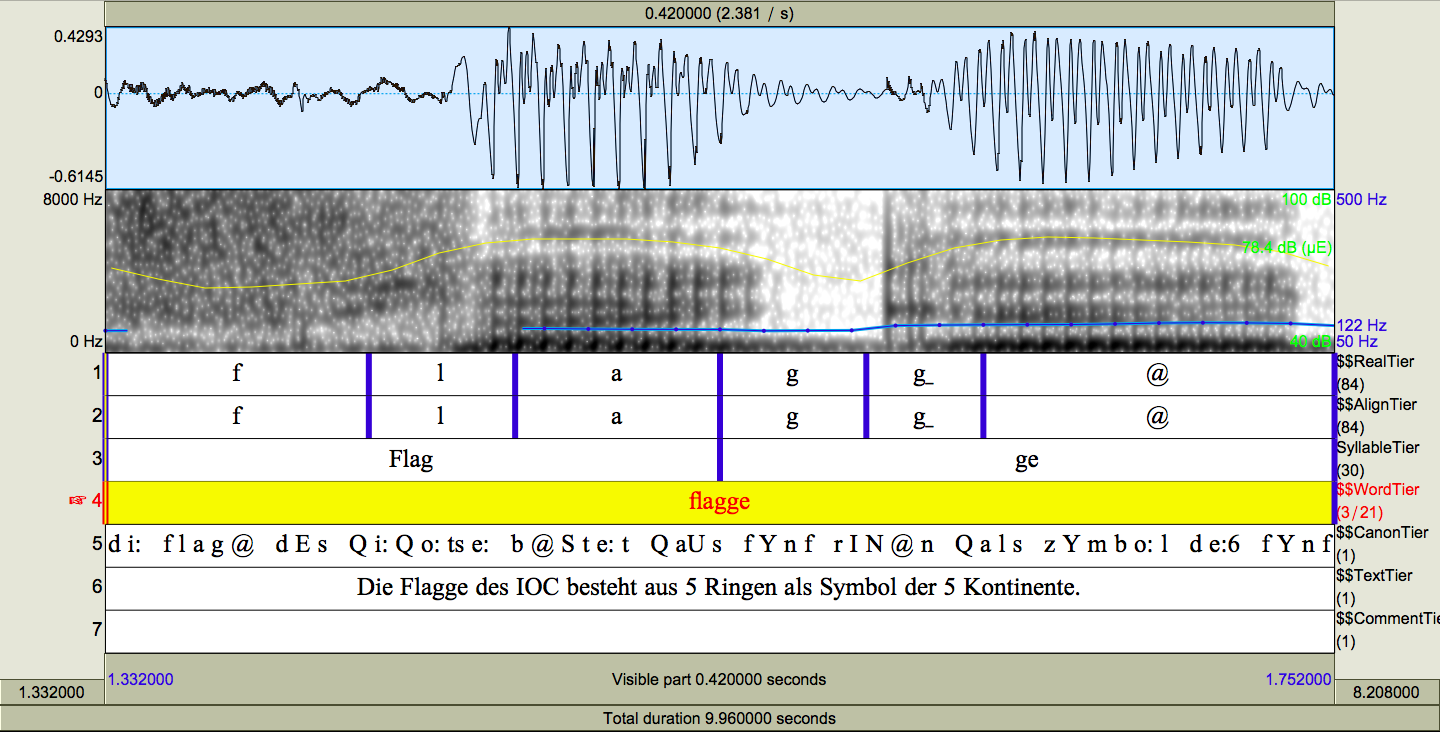 0.420000 (2.381 / s)
0.4293
0
-0.6145
8000 Hz
100 dB
500 Hz
78.4 dB (µE)
122 Hz
0 Hz
40 dB
50 Hz
1 f l a g g_ @ $$RealTier
(84)
2 f l a g g_ @ $$AlignTier
(84)
3 Flag ge SyllableTier
(30)
☞ 4 flagge $$WordTier
(3/21)
5 d i: f l a g @ d E s Q i: Q o: ts e: b @ S t e: t Q aU s f Y n f r I N @ n Q a l s z Y m b o: l d e:6 f Y n f $$CanonTier
(1)
6 Die Flagge des IOC besteht aus 5 Ringen als Symbol der 5 Kontinente. $$TextTier
(1)
7 $$CommentTie
(1)
1.332000 Visible part 0.420000 seconds 1.752000
1.332000 8.208000
Total duration 9.960000 seconds